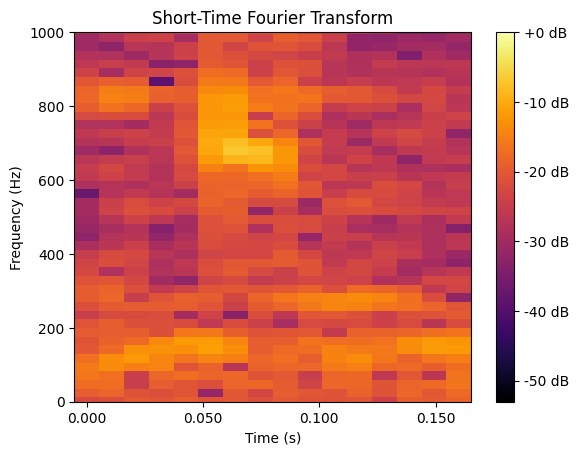 Short-Time Fourier Transform
1000
800
600
400
200
0
Frequency (Hz)
0.000
0.050
0.100
0.150
Time (s)
+0 dB
-10 dB
-20 dB
-30 dB
-40 dB
-50 dB